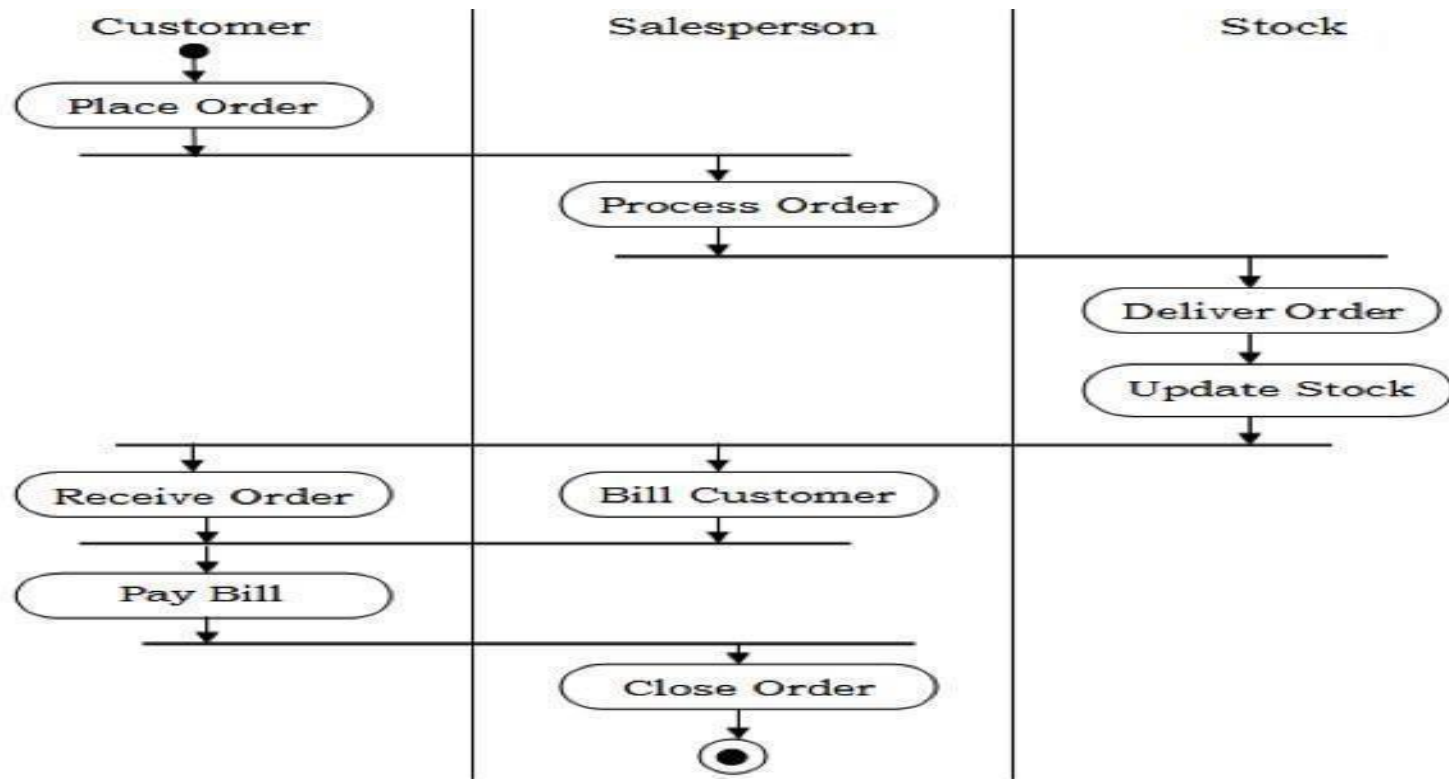 Customer
Salesperson
Stock
Place Order
Process Order
Deliver Order
Update Stock
Receive Order
Bill Customer
Pay Bill
Close Order